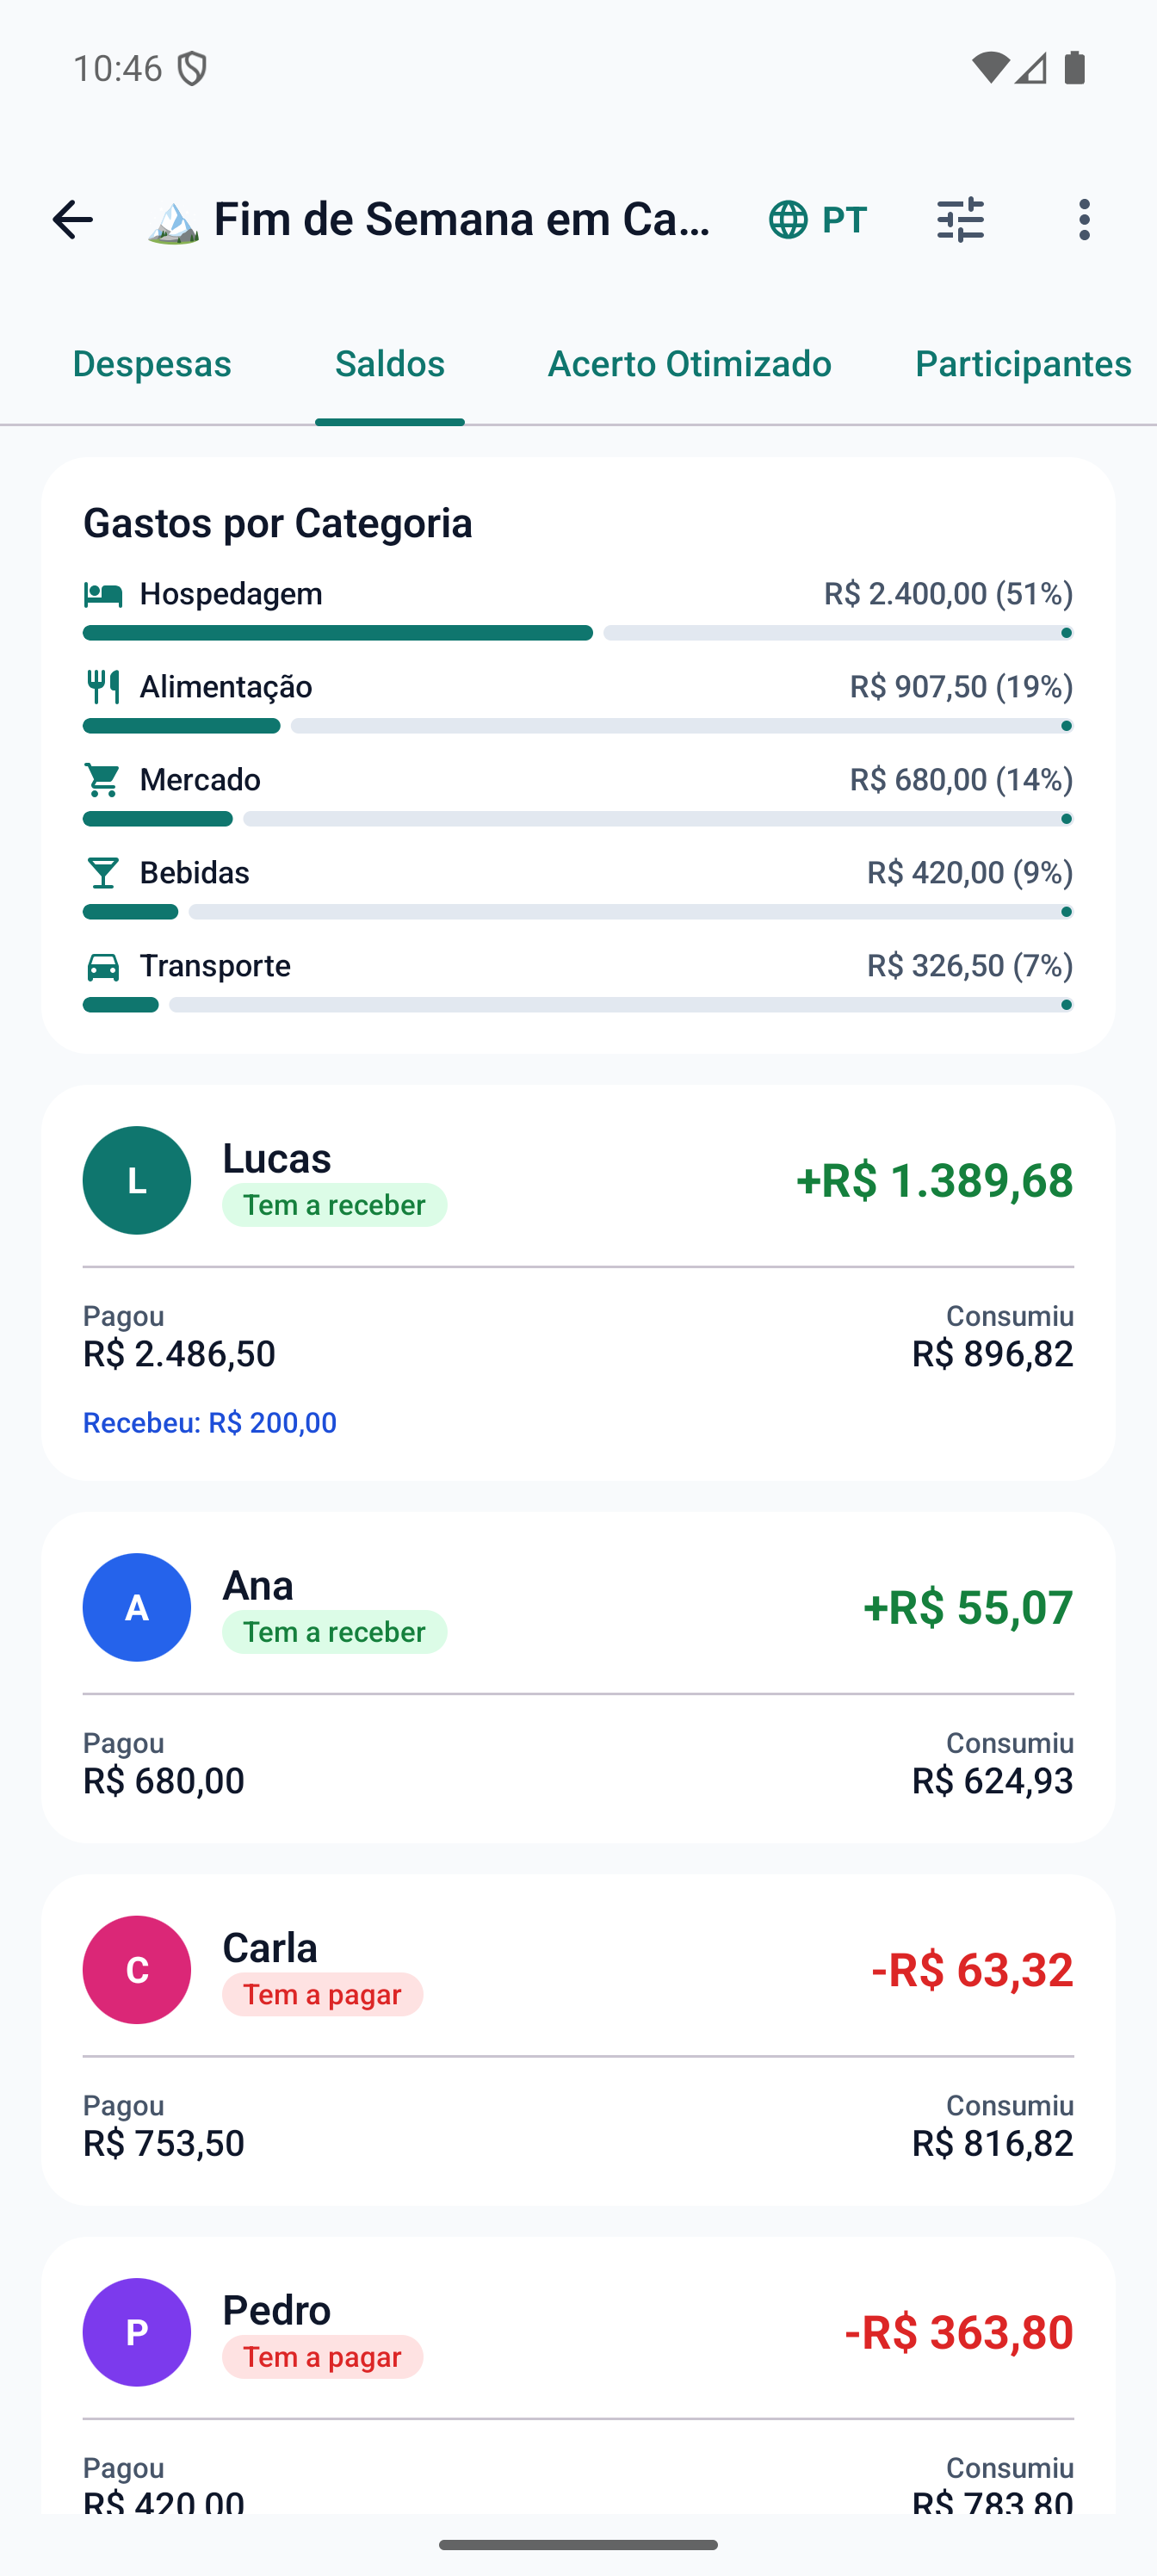 10:46
Fim de Semana em Ca...
PT
Despesas
Saldos
Acerto Otimizado
Participantes
Gastos por Categoria
Hospedagem
R$ 2.400,00 (51%)
Alimentação
R$ 907,50 (19%)
Mercado
R$ 680,00 (14%)
Bebidas
R$ 420,00 (9%)
Transporte
R$ 326,50 (7%)
L
Lucas
Tem a receber
+R$ 1.389,68
Pagou
Consumiu
R$ 2.486,50
R$ 896,82
Recebeu: R$ 200,00
A
Ana
Tem a receber
+R$ 55,07
Pagou
Consumiu
R$ 680,00
R$ 624,93
C
Carla
Tem a pagar
-R$ 63,32
Pagou
Consumiu
R$ 753,50
R$ 816,82
P
Pedro
Tem a pagar
-R$ 363,80
Pagou
Consumiu
R$ 420,00
R$ 783,80